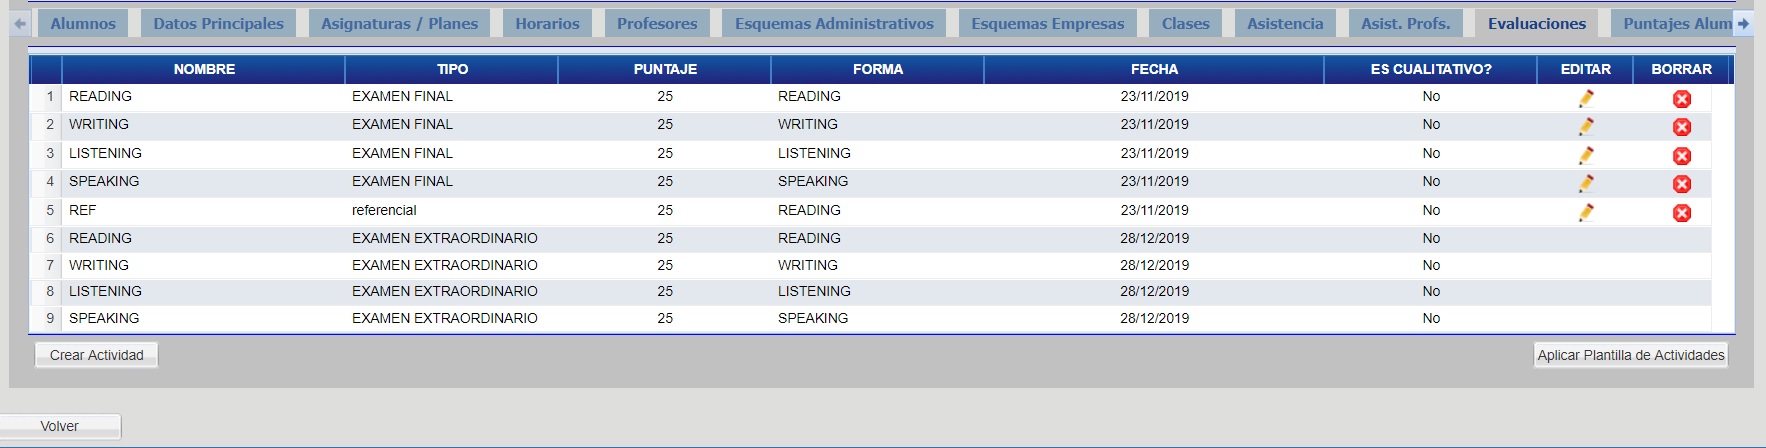 Alumnos Datos Principales Asignaturas / Planes Horarios Profesores Esquemas Administrativos Esquemas Empresas Clases Asistencia Asist. Profs. Evaluaciones Puntajes Alum
NOMBRE TIPO PUNTAJE FORMA FECHA ES CUALITATIVO? EDITAR BORRAR
1 READING EXAMEN FINAL 25 READING 23/11/2019 No
2 WRITING EXAMEN FINAL 25 WRITING 23/11/2019 No
3 LISTENING EXAMEN FINAL 25 LISTENING 23/11/2019 No
4 SPEAKING EXAMEN FINAL 25 SPEAKING 23/11/2019 No
5 REF referencial 25 READING 23/11/2019 No
6 READING EXAMEN EXTRAORDINARIO 25 READING 28/12/2019 No
7 WRITING EXAMEN EXTRAORDINARIO 25 WRITING 28/12/2019 No
8 LISTENING EXAMEN EXTRAORDINARIO 25 LISTENING 28/12/2019 No
9 SPEAKING EXAMEN EXTRAORDINARIO 25 SPEAKING 28/12/2019 No
Crear Actividad Aplicar Plantilla de Actividades
Volver